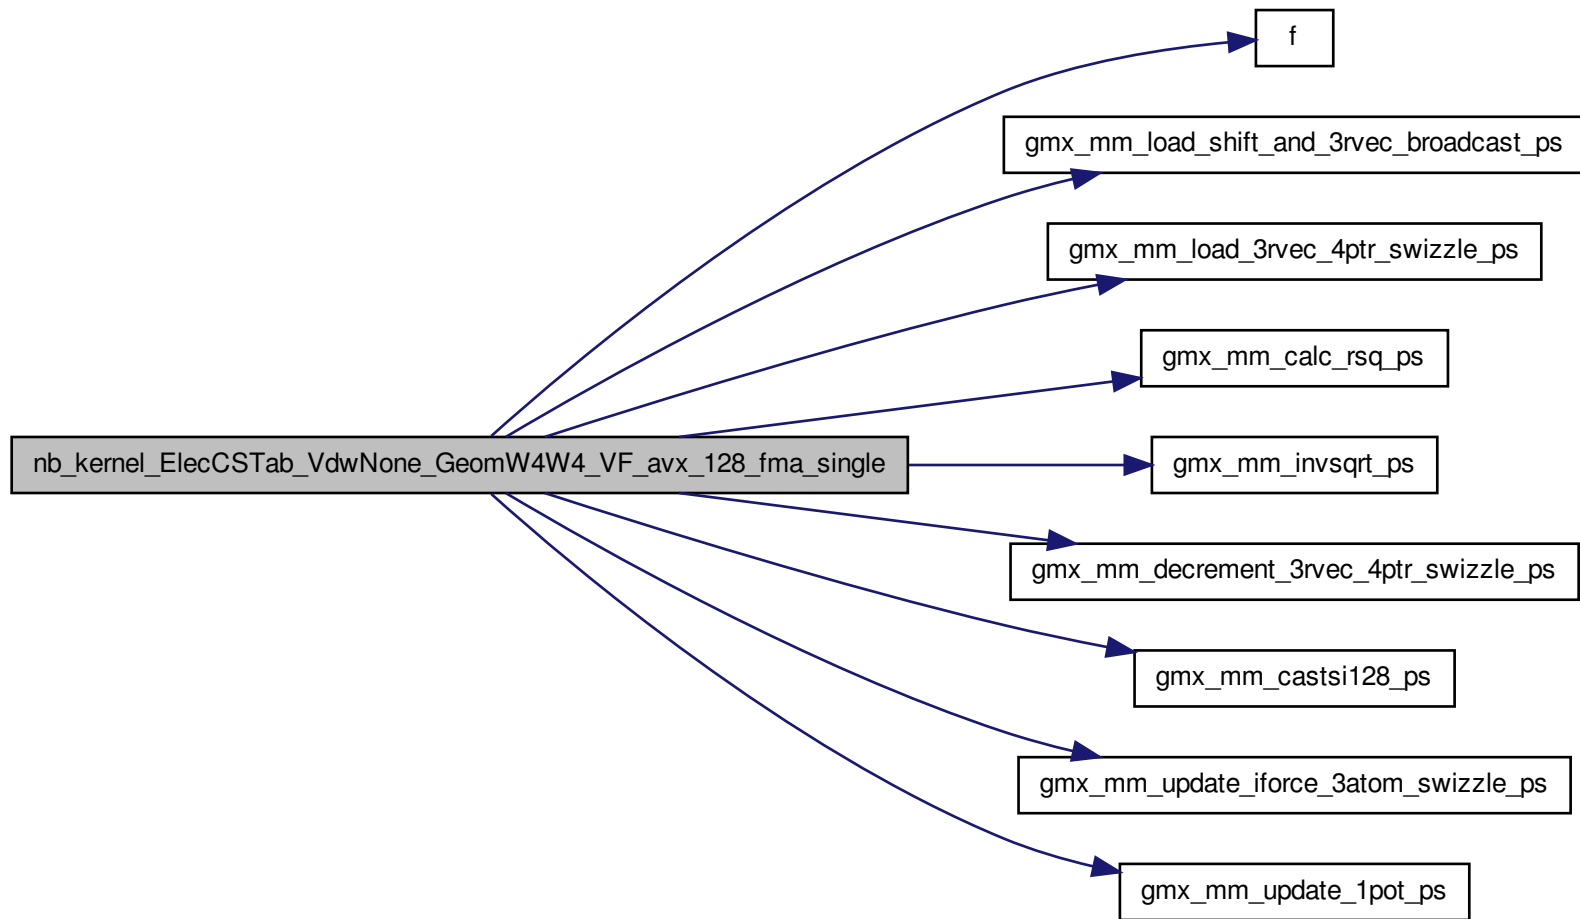 f
gmx_mm_load_shift_and_3rvec_broadcast_ps
gmx_mm_load_3rvec_4ptr_swizzle_ps
gmx_mm_calc_rsq_ps
nb_kernel_ElecCSTab_VdwNone_GeomW4W4_VF_avx_128_fma_single
gmx_mm_invsqrt_ps
gmx_mm_decrement_3rvec_4ptr_swizzle_ps
gmx_mm_castsi128_ps
gmx_mm_update_iforce_3atom_swizzle_ps
gmx_mm_update_1pot_ps